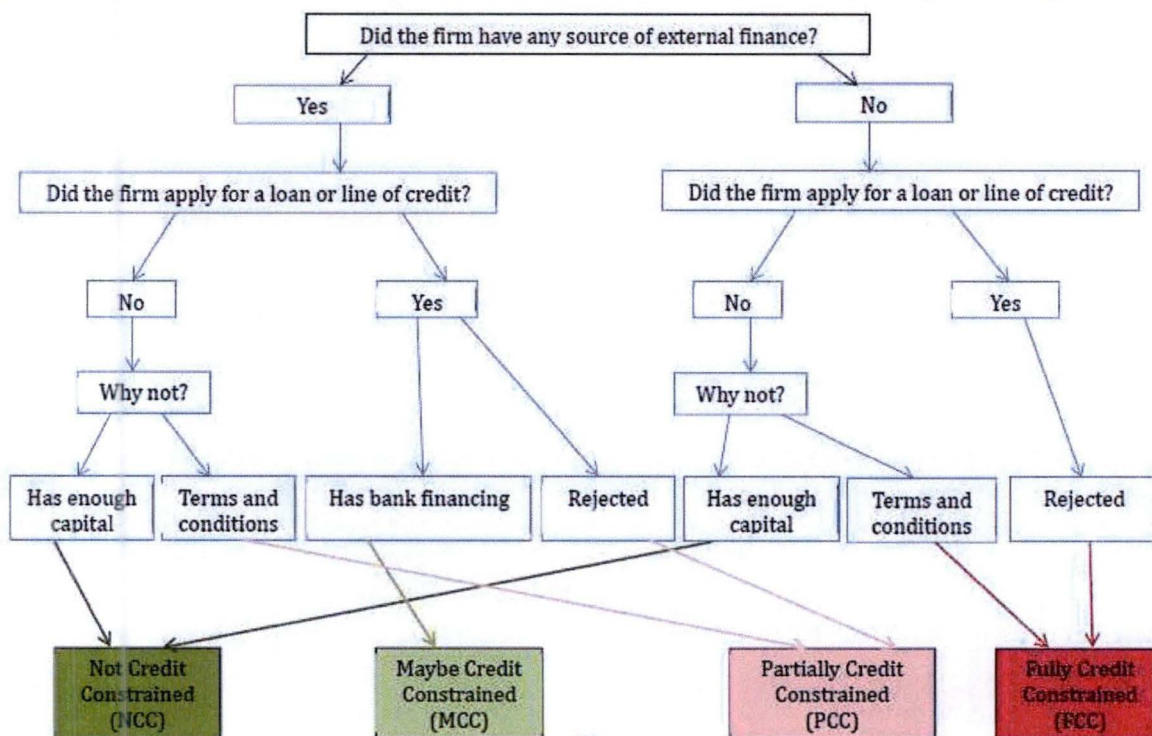 Did the firm have any source of external finance?
Yes
No
Did the firm apply for a loan or line of credit?
Did the firm apply for a loan or line of credit?
No
Yes
No
Yes
Why not?
Why not?
Has enough
capital
Terms and
conditions
Has bank financing
Rejected
Has enough
capital
Terms and
conditions
Rejected
Not Credit
Constrained
(NCC)
Maybe Credit
Constrained
(MCC)
Partially Credit
Constrained
(PCC)
Fully Credit
Constrained
(FCC)